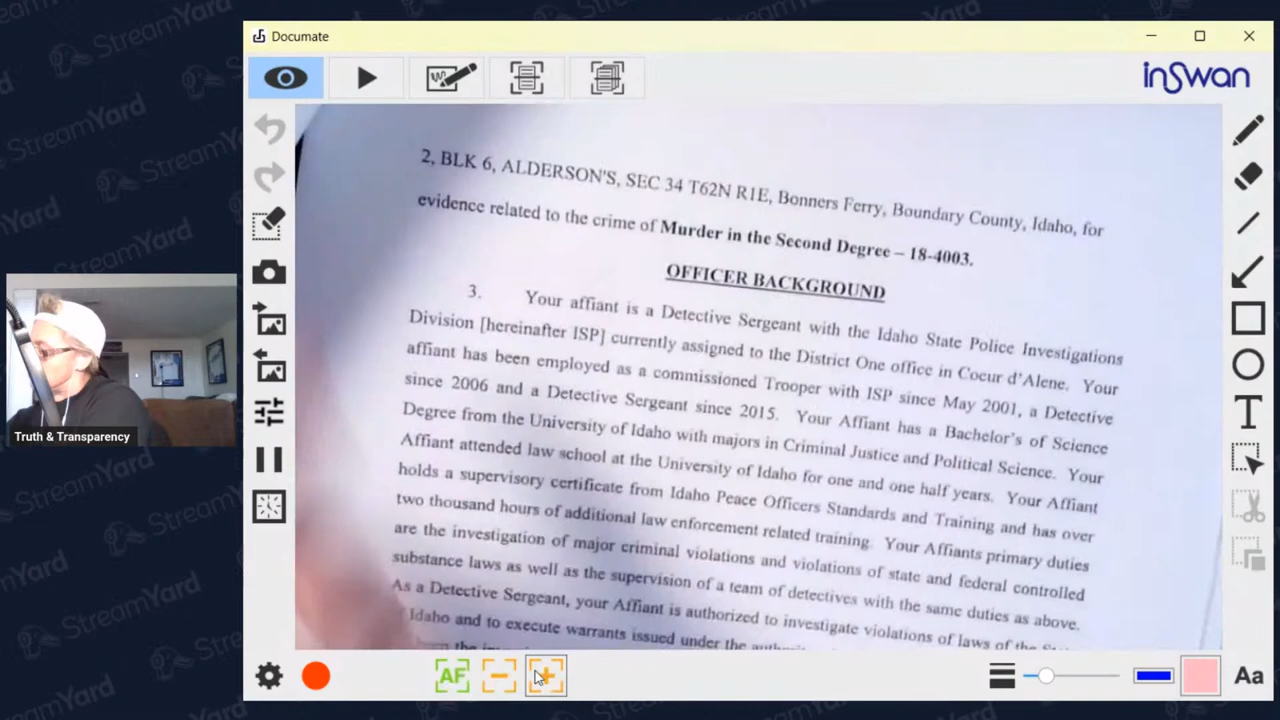 StreamYard
Documate
inSwan
2, BLK 6, ALDERSON'S, SEC 34 T62N R1E, Bonners Ferry, Boundary County, Idaho, for
evidence related to the crime of Murder in the Second Degree – 18-4003.
OFFICER BACKGROUND
3. Your affiant is a Detective Sergeant with the Idaho State Police Investigations
Division [hereinafter ISP] currently assigned to the District One office in Coeur d'Alene. Your
affiant has been employed as a commissioned Trooper with ISP since May 2001, a Detective
since 2006 and a Detective Sergeant since 2015. Your Affiant has a Bachelor's of Science
Degree from the University of Idaho with majors in Criminal Justice and Political Science. Your
Affiant attended law school at the University of Idaho for one and one half years. Your Affiant
holds a supervisory certificate from Idaho Peace Officers Standards and Training and has over
two thousand hours of additional law enforcement related training. Your Affiants primary duties
are the investigation of major criminal violations and violations of state and federal controlled
substance laws as well as the supervision of a team of detectives with the same duties as above.
As a Detective Sergeant, your Affiant is authorized to investigate violations of laws of the
Idaho and to execute warrants issued under the
Truth & Transparency
T
AF
Aa